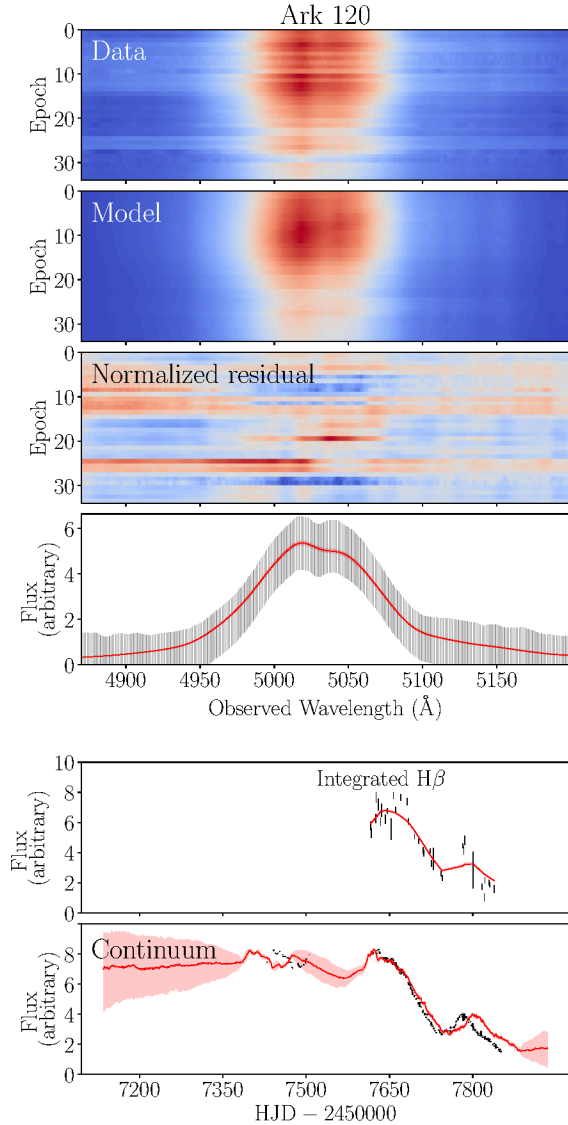 Ark 120
0
Data
10
Epoch
20
30
0
Model
10
Epoch
20
30
0
Normalized residual
10
Epoch
20
30
6
4
Flux
(arbitrary)
2
0
4900 4950 5000 5050 5100 5150
Observed Wavelength (Å)
10
Integrated Hβ
8
6
Flux
(arbitrary)
4
2
0
Continuum
8
6
Flux
(arbitrary)
4
2
0
7200 7350 7500 7650 7800
HJD − 2450000